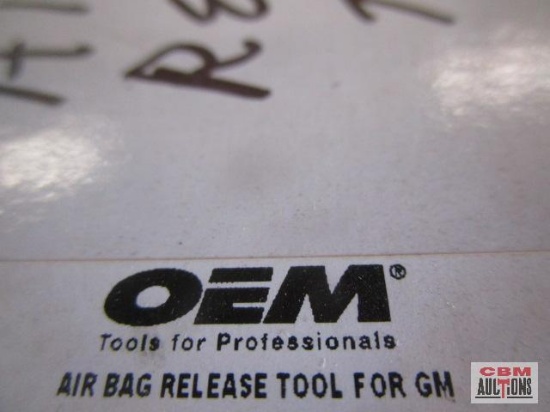 OEM®
Tools for Professionals
AIR BAG RELEASE TOOL FOR GM
CBM
AUCTIONS